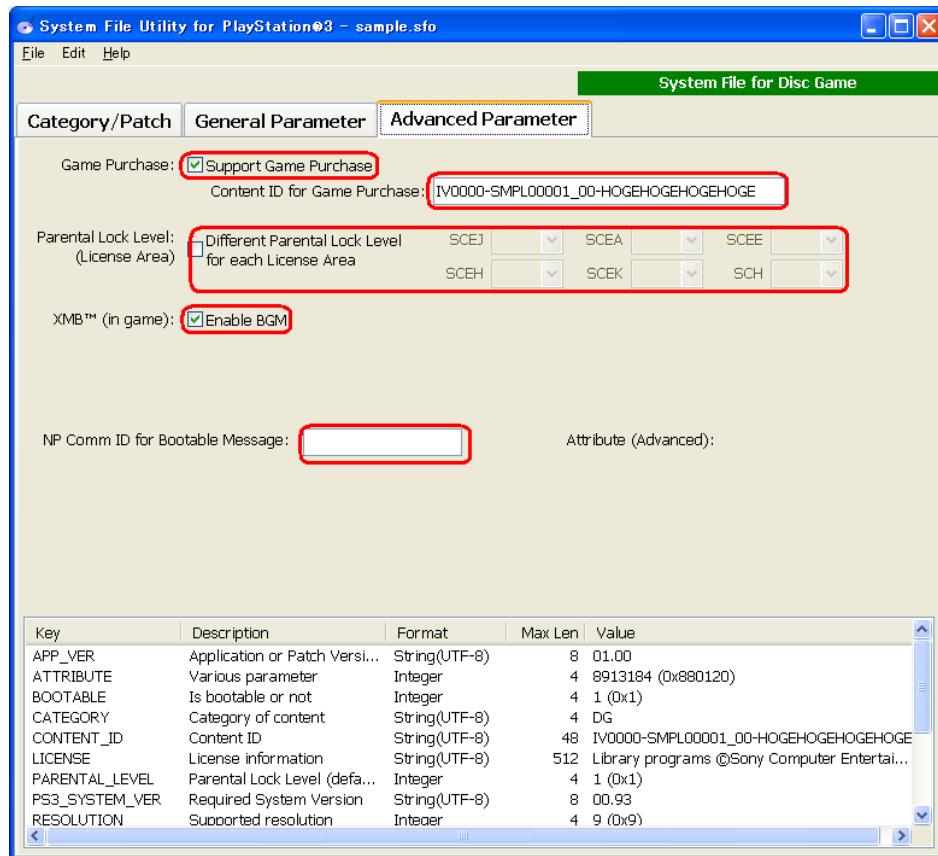 System File Utility for PlayStation®3 - sample.sfo
File Edit Help
System File for Disc Game
Category/Patch General Parameter Advanced Parameter
Game Purchase: Support Game Purchase
Content ID for Game Purchase: IV0000-SMPL00001_00-HOGEHOGEHOGEHOGE
Parental Lock Level: Different Parental Lock Level SCEJ SCEA SCEE
(License Area) for each License Area SCEH SCEK SCH
XMB™ (in game): Enable BGM
NP Comm ID for Bootable Message: Attribute (Advanced):
Key Description Format Max Len Value
APP_VER Application or Patch Versi... String(UTF-8) 8 01.00
ATTRIBUTE Various parameter Integer 4 8913184 (0x880120)
BOOTABLE Is bootable or not Integer 4 1 (0x1)
CATEGORY Category of content String(UTF-8) 4 DG
CONTENT_ID Content ID String(UTF-8) 48 IV0000-SMPL00001_00-HOGEHOGEHOGEHOGE
LICENSE License information String(UTF-8) 512 Library programs ©Sony Computer Entertai...
PARENTAL_LEVEL Parental Lock Level (defa... Integer 4 1 (0x1)
PS3_SYSTEM_VER Required System Version String(UTF-8) 8 00.93
RESOLUTION Supported resolution Integer 4 9 (0x9)